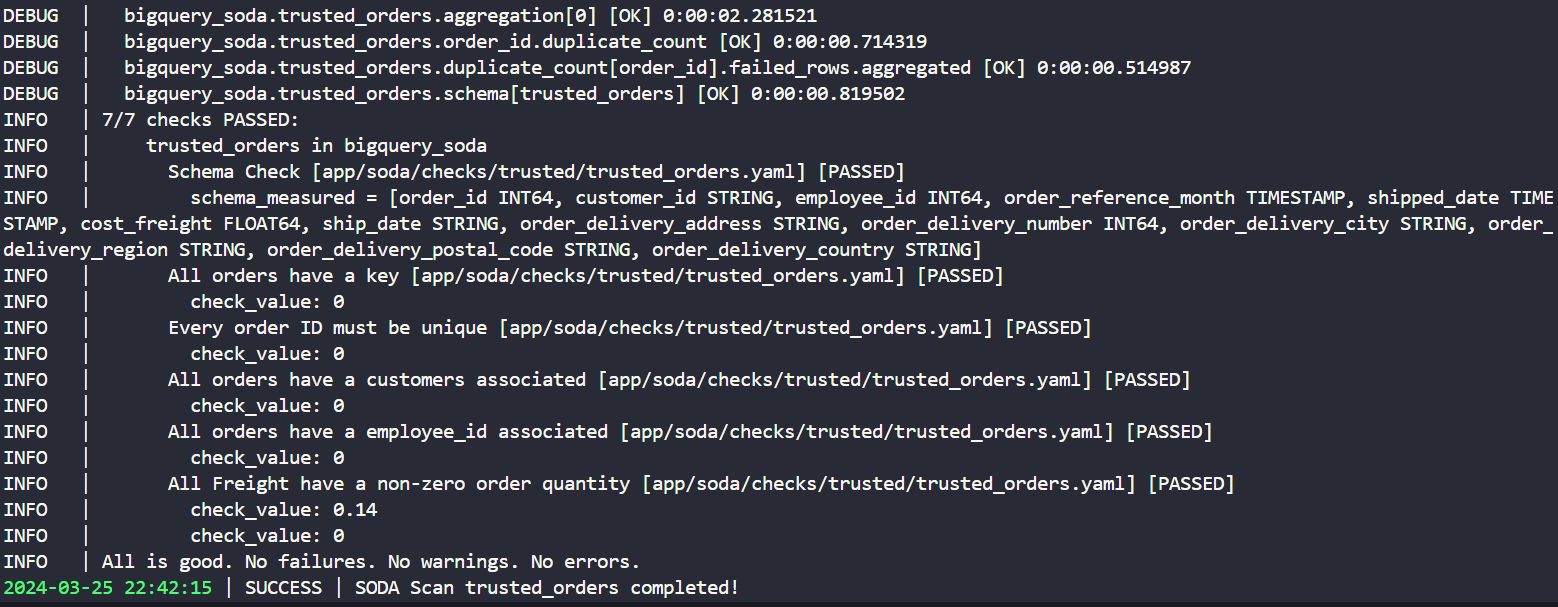 DEBUG  |   bigquery_soda.trusted_orders.aggregation[0] [OK] 0:00:02.281521
DEBUG  |   bigquery_soda.trusted_orders.order_id.duplicate_count [OK] 0:00:00.714319
DEBUG  |   bigquery_soda.trusted_orders.duplicate_count[order_id].failed_rows.aggregated [OK] 0:00:00.514987
DEBUG  |   bigquery_soda.trusted_orders.schema[trusted_orders] [OK] 0:00:00.819502
INFO   | 7/7 checks PASSED:
INFO   |     trusted_orders in bigquery_soda
INFO   |       Schema Check [app/soda/checks/trusted/trusted_orders.yaml] [PASSED]
INFO   |         schema_measured = [order_id INT64, customer_id STRING, employee_id INT64, order_reference_month TIMESTAMP, shipped_date TIME
STAMP, cost_freight FLOAT64, ship_date STRING, order_delivery_address STRING, order_delivery_number INT64, order_delivery_city STRING, order_
delivery_region STRING, order_delivery_postal_code STRING, order_delivery_country STRING]
INFO   |       All orders have a key [app/soda/checks/trusted/trusted_orders.yaml] [PASSED]
INFO   |         check_value: 0
INFO   |       Every order ID must be unique [app/soda/checks/trusted/trusted_orders.yaml] [PASSED]
INFO   |         check_value: 0
INFO   |       All orders have a customers associated [app/soda/checks/trusted/trusted_orders.yaml] [PASSED]
INFO   |         check_value: 0
INFO   |       All orders have a employee_id associated [app/soda/checks/trusted/trusted_orders.yaml] [PASSED]
INFO   |         check_value: 0
INFO   |       All Freight have a non-zero order quantity [app/soda/checks/trusted/trusted_orders.yaml] [PASSED]
INFO   |         check_value: 0.14
INFO   |         check_value: 0
INFO   | All is good. No failures. No warnings. No errors.
2024-03-25 22:42:15 | SUCCESS | SODA Scan trusted_orders completed!